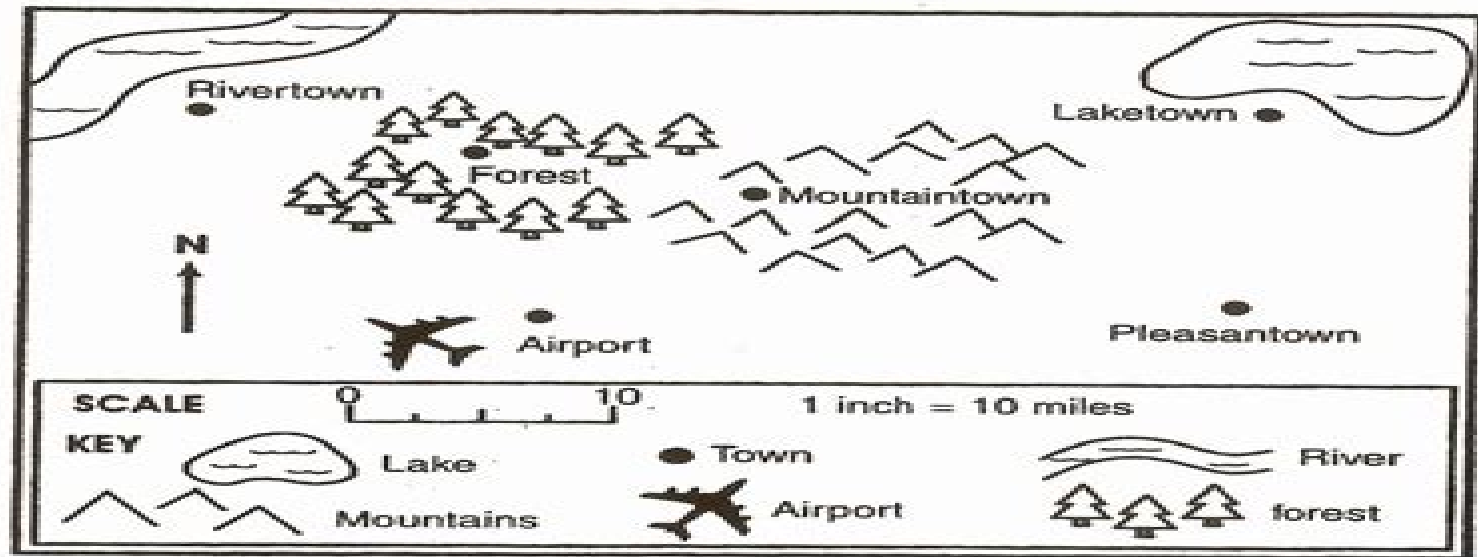 Rivertown
Laketown
Forest
Mountaintown
N
Airport
Pleasantown
SCALE
0 10
1 inch = 10 miles
KEY
Lake
Town
River
Mountains
Airport
forest